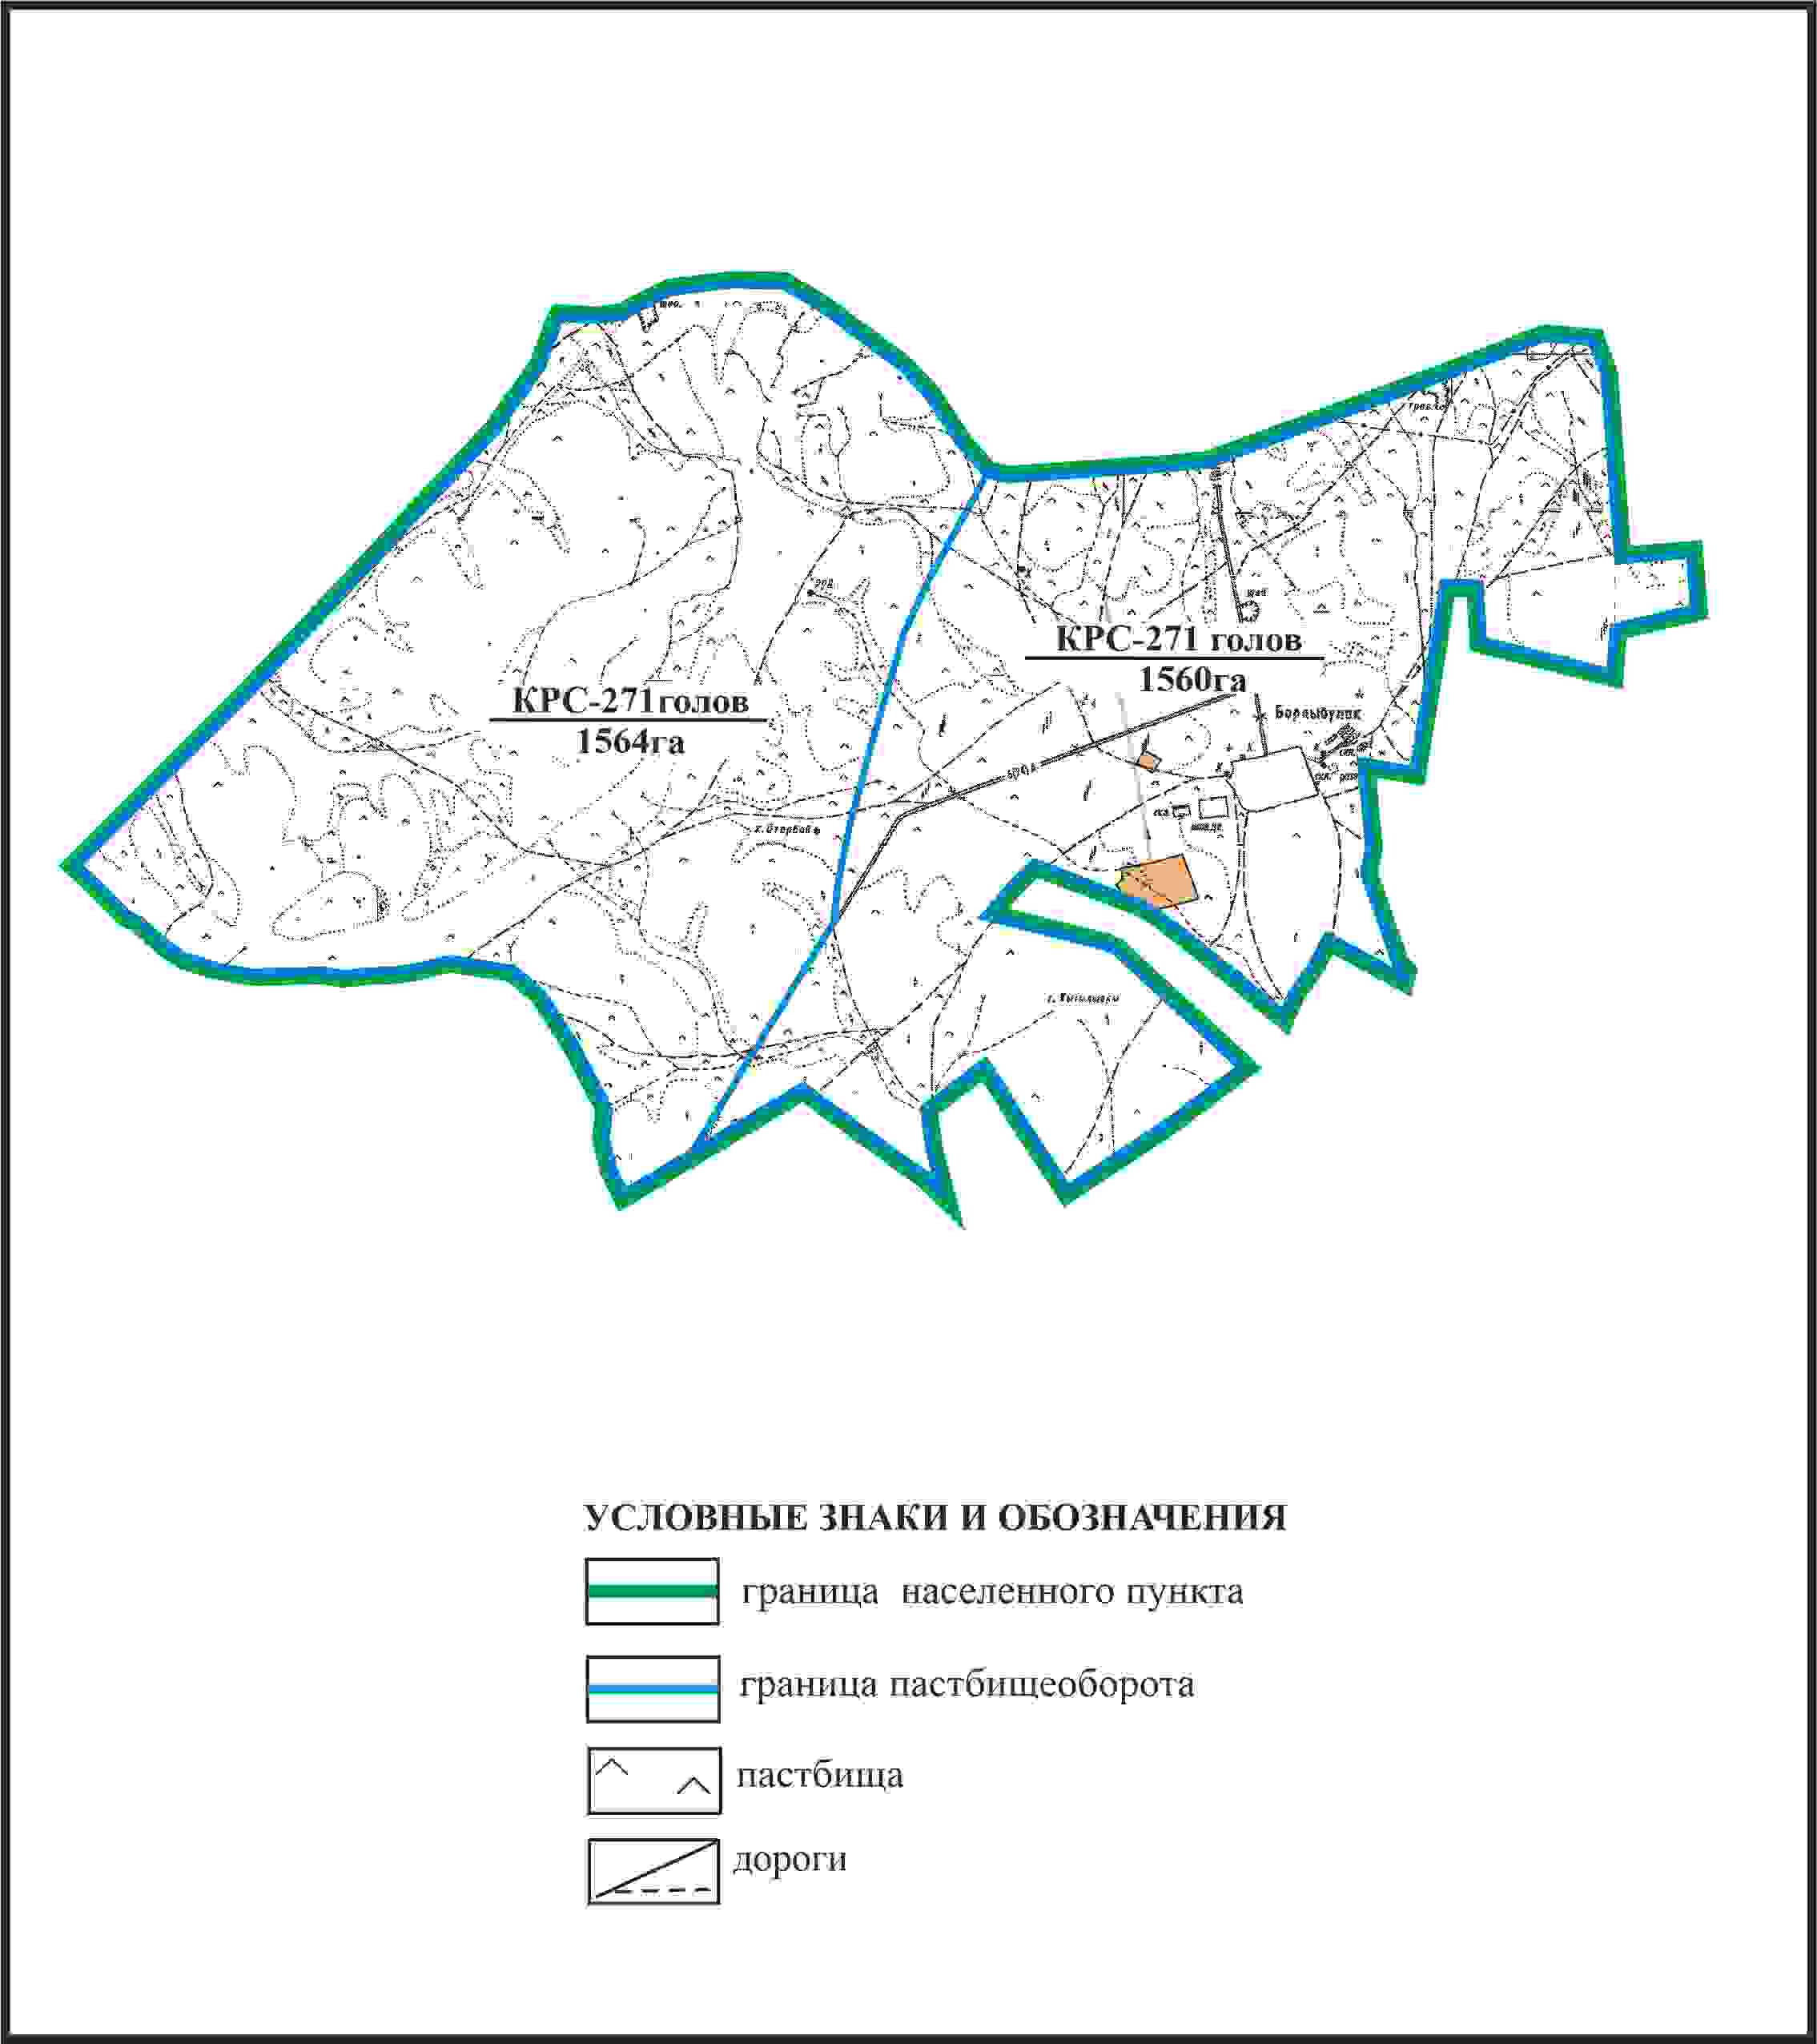 КРС-271 голов
1560га
КРС-271голов
1564га
Борлыбулак
УСЛОВНЫЕ ЗНАКИ И ОБОЗНАЧЕНИЯ
граница населенного пункта
граница пастбищеоборота
пастбища
дороги